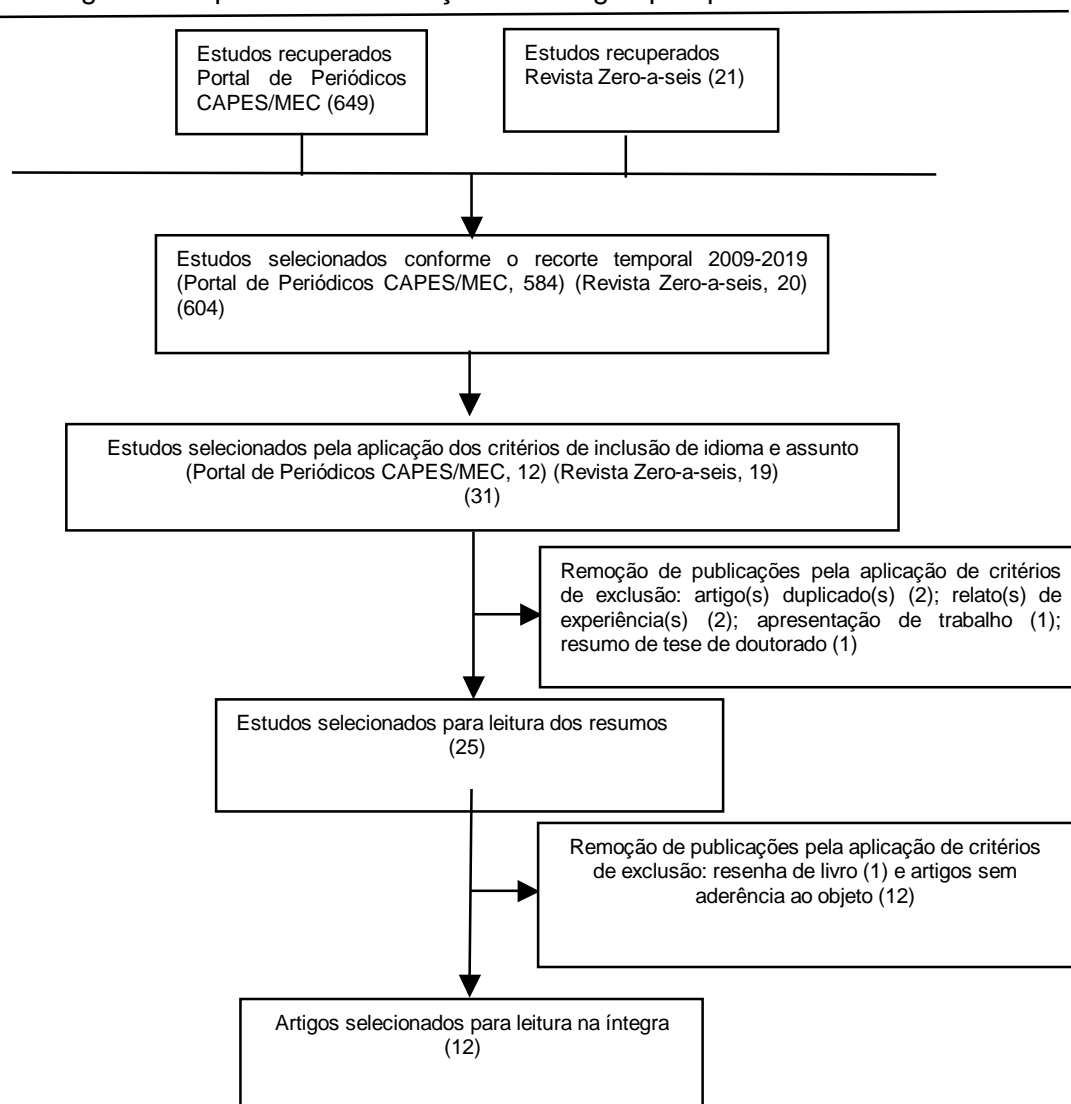 Estudos recuperados
Portal de Periódicos
CAPES/MEC (649)
Estudos recuperados
Revista Zero-a-seis (21)
Estudos selecionados conforme o recorte temporal 2009-2019
(Portal de Periódicos CAPES/MEC, 584) (Revista Zero-a-seis, 20)
(604)
Estudos selecionados pela aplicação dos critérios de inclusão de idioma e assunto
(Portal de Periódicos CAPES/MEC, 12) (Revista Zero-a-seis, 19)
(31)
Remoção de publicações pela aplicação de critérios
de exclusão: artigo(s) duplicado(s) (2); relato(s) de
experiência(s) (2); apresentação de trabalho (1);
resumo de tese de doutorado (1)
Estudos selecionados para leitura dos resumos
(25)
Remoção de publicações pela aplicação de critérios
de exclusão: resenha de livro (1) e artigos sem
aderência ao objeto (12)
Artigos selecionados para leitura na íntegra
(12)